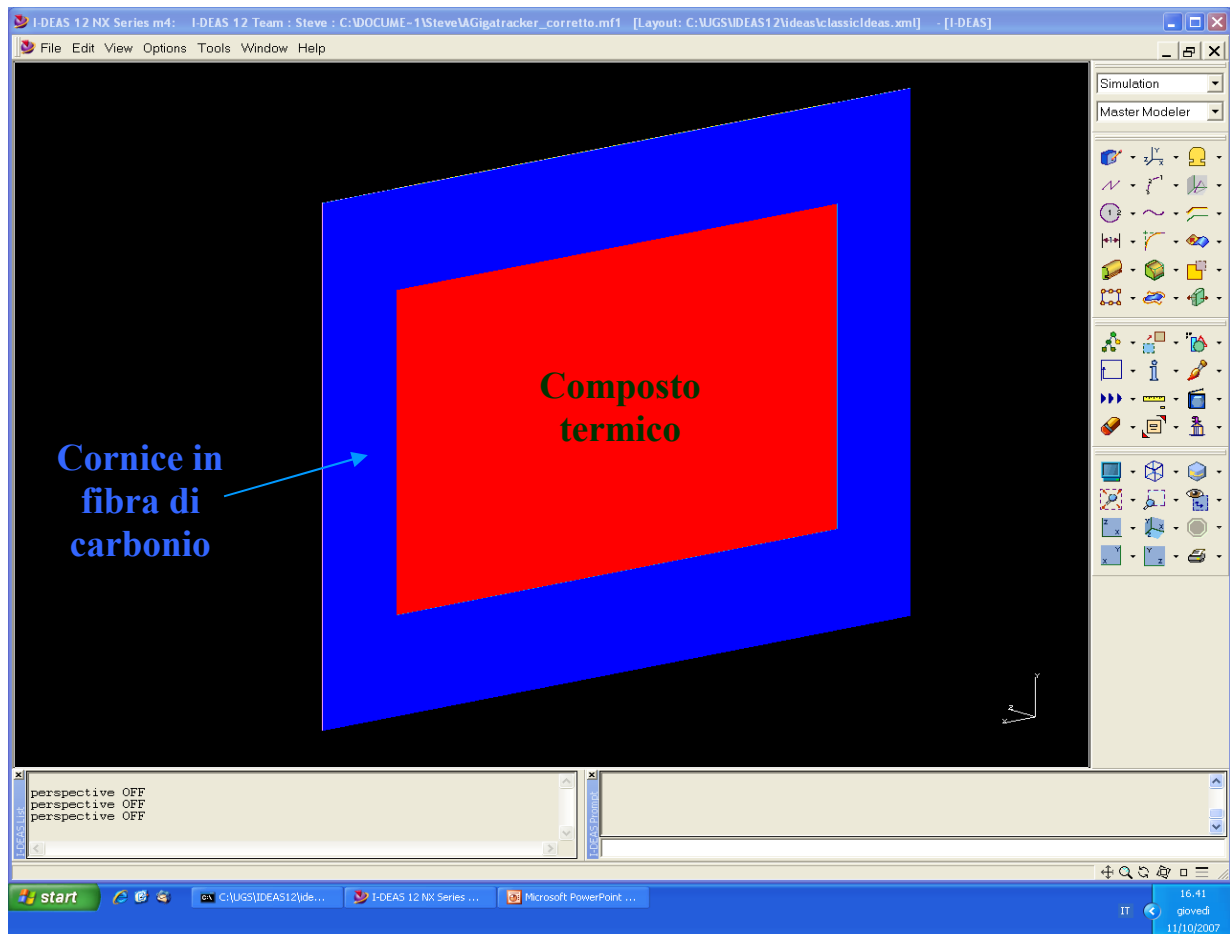 I-DEAS 12 NX Series m4: I-DEAS 12 Team : Steve : C:\DOCUME~1\Steve\AGigatracker_corretto.mf1 [Layout: C:\UGS\IDEAS12\ideas\classicIdeas.xml] - [I-DEAS]
File Edit View Options Tools Window Help
Simulation
Master Modeler
Composto
termico
Cornice in
fibra di
carbonio
Y
Z
X
I-DEAS List
perspective OFF
perspective OFF
perspective OFF
I-DEAS Prompt
start
C:\UGS\IDEAS12\ide...
I-DEAS 12 NX Series ...
Microsoft PowerPoint ...
IT
16.41
giovedì
11/10/2007